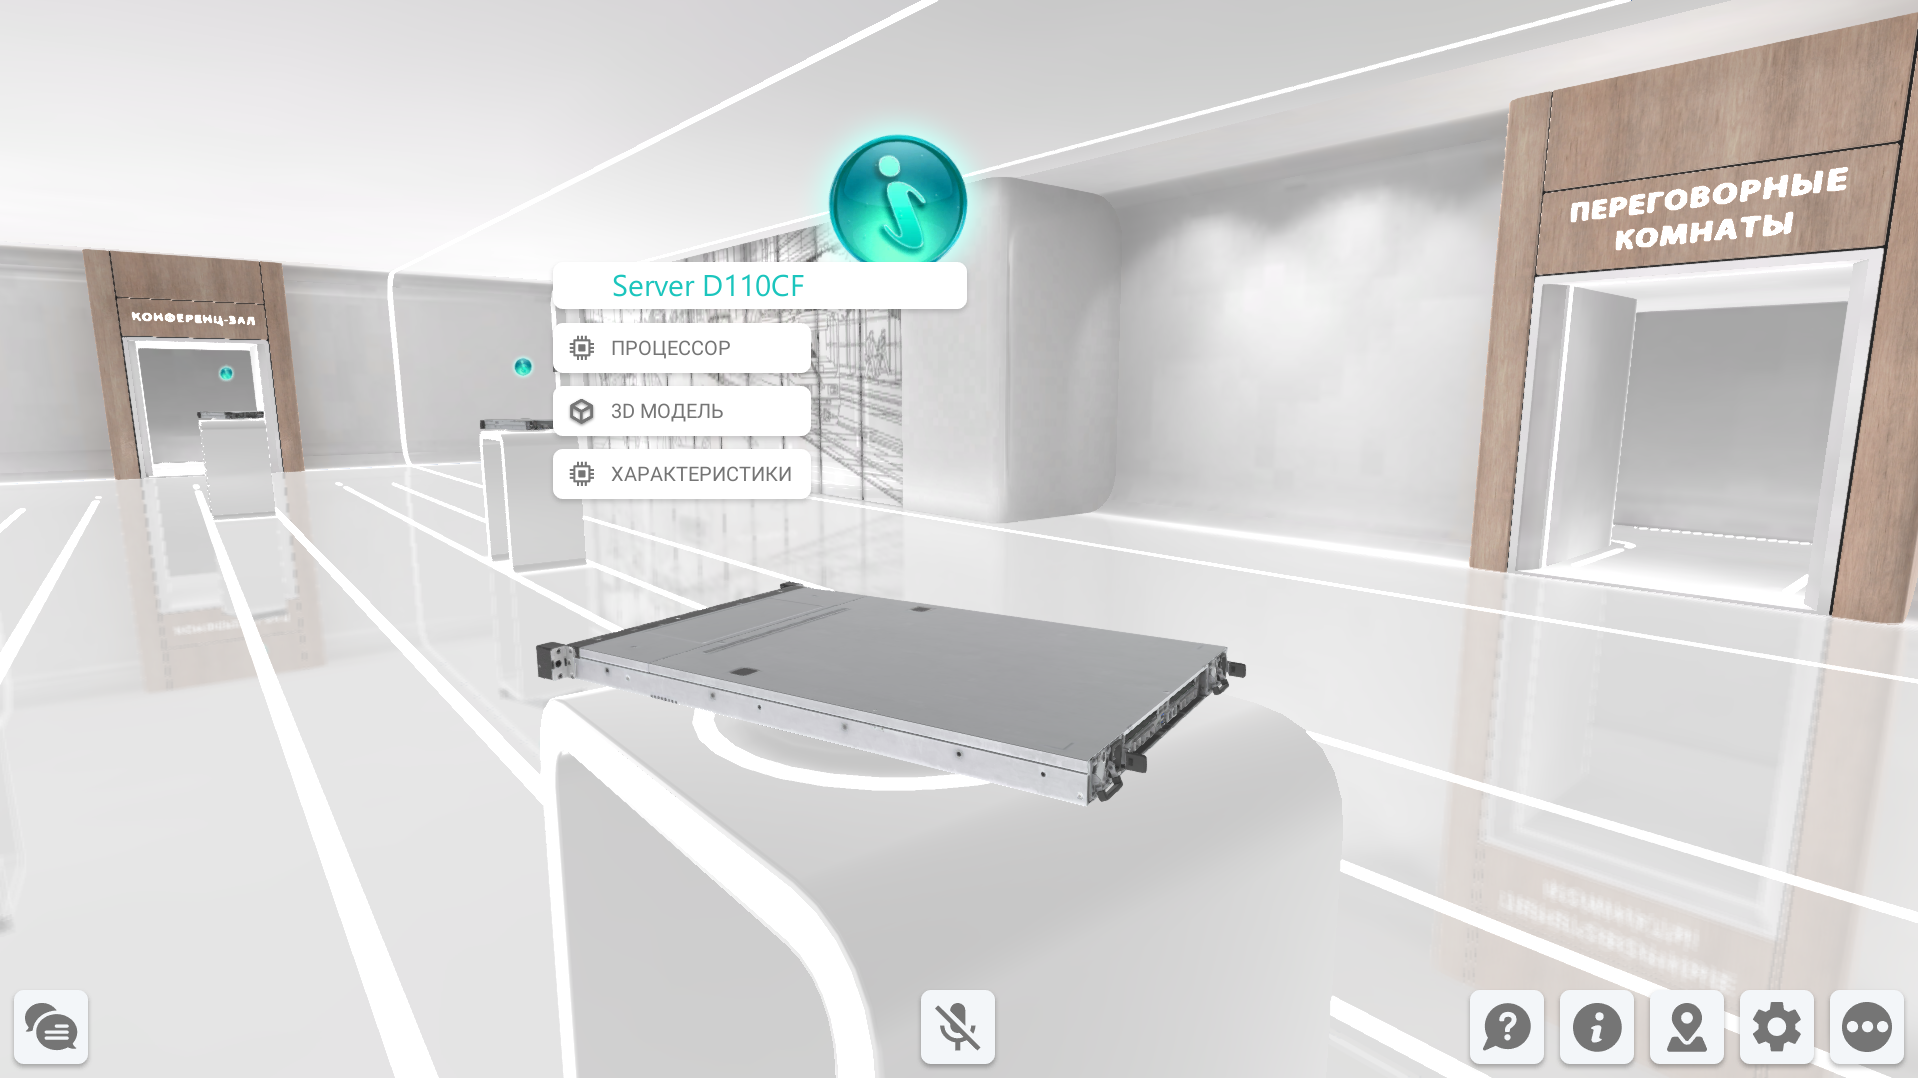 ПЕРЕГОВОРНЫЕ
КОМНАТЫ
КОНФЕРЕНЦ-ЗАЛ
Server D110CF
ПРОЦЕССОР
3D МОДЕЛЬ
ХАРАКТЕРИСТИКИ